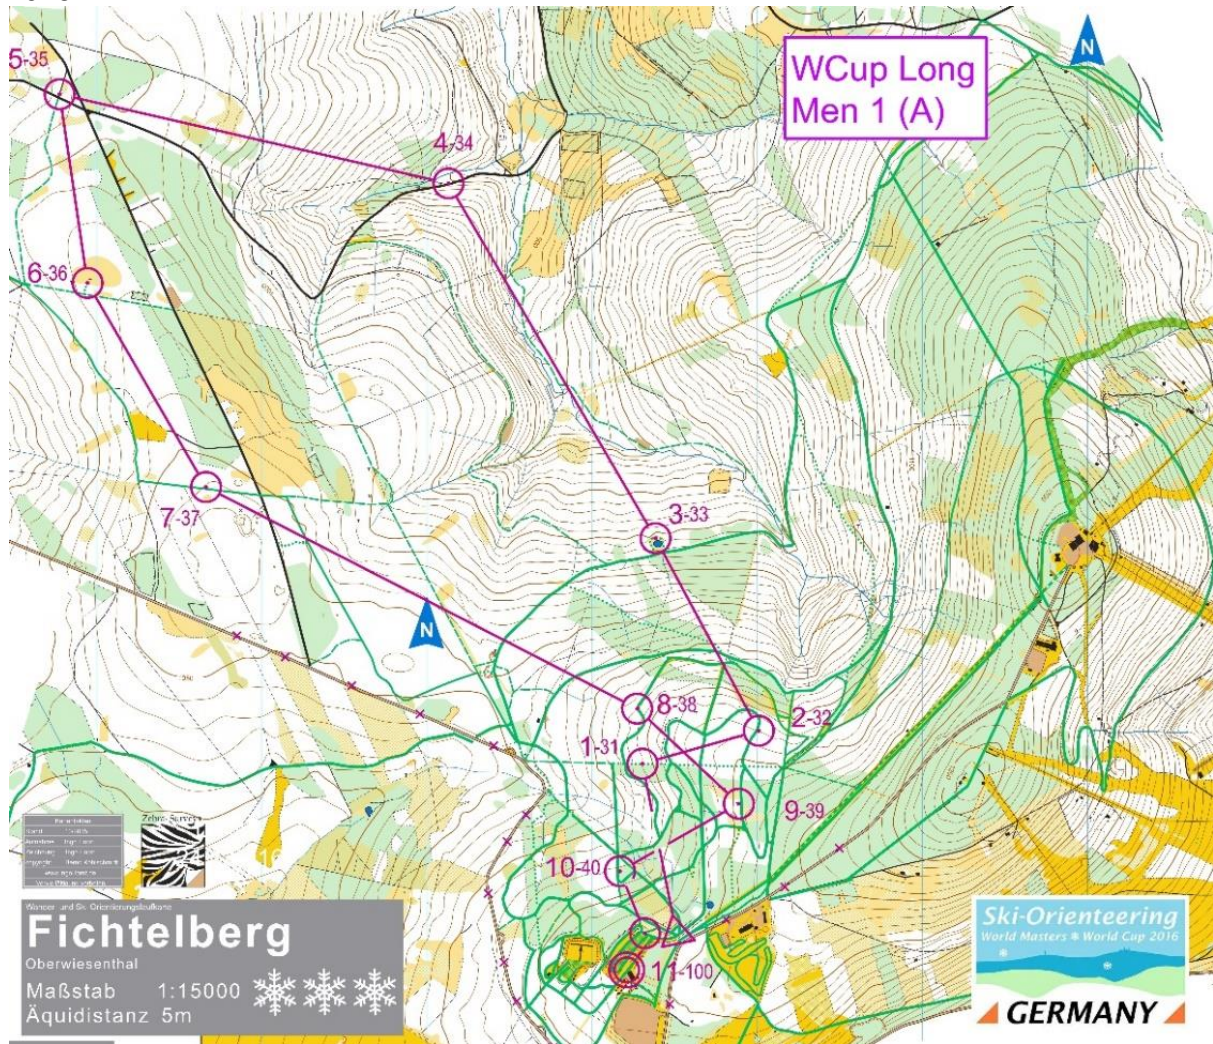 WCup Long
Men 1 (A)
N
5-35
4-34
6-36
3-33
7-37
N
8-38
2-32
1-31
9-39
10-40
11-100
Fichtelberg
Oberwiesenthal
Maßstab 1:15000
Äquidistanz 5m
Ski-Orienteering
World Masters World Cup 2016
GERMANY